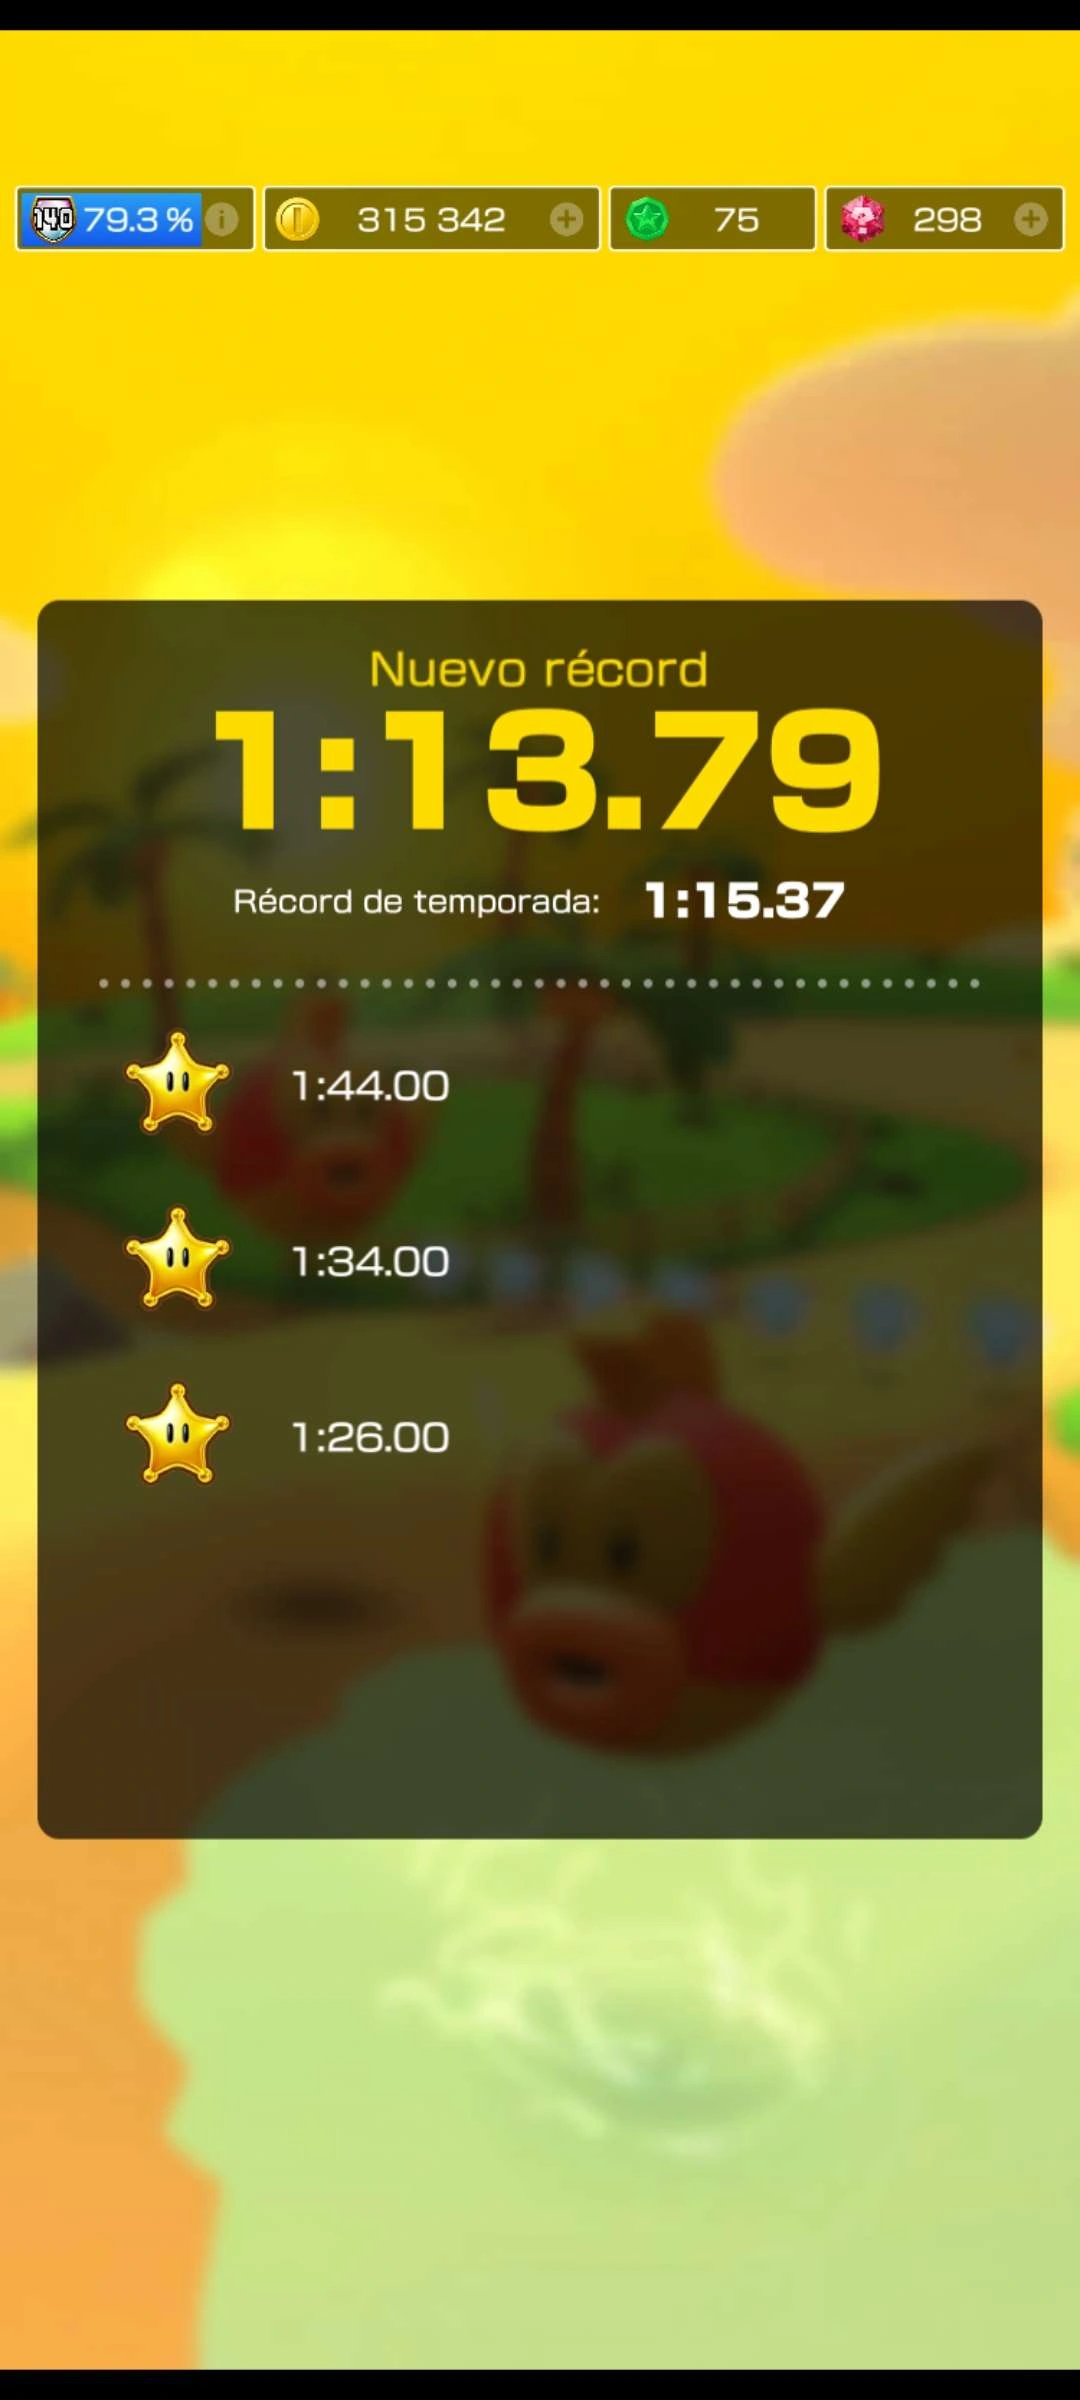 140 79.3 % i 315 342 + 75 298 +
Nuevo récord
1:13.79
Récord de temporada: 1:15.37
1:44.00
1:34.00
1:26.00